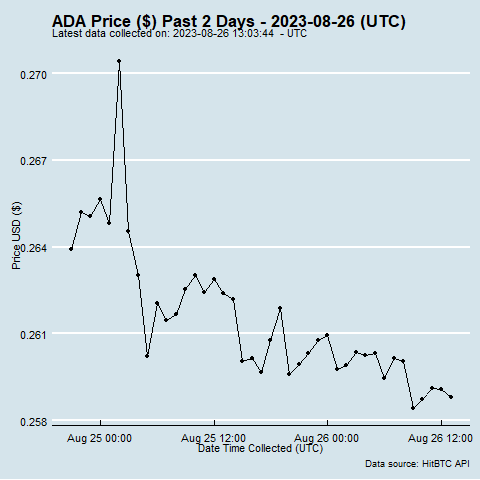 ADA Price ($) Past 2 Days - 2023-08-26 (UTC)
Latest data collected on: 2023-08-26 13:03:44  - UTC
0.270
0.267
0.264
0.261
0.258
Price USD ($)
Aug 25 00:00
Aug 25 12:00
Aug 26 00:00
Aug 26 12:00
Date Time Collected (UTC)
Data source: HitBTC API